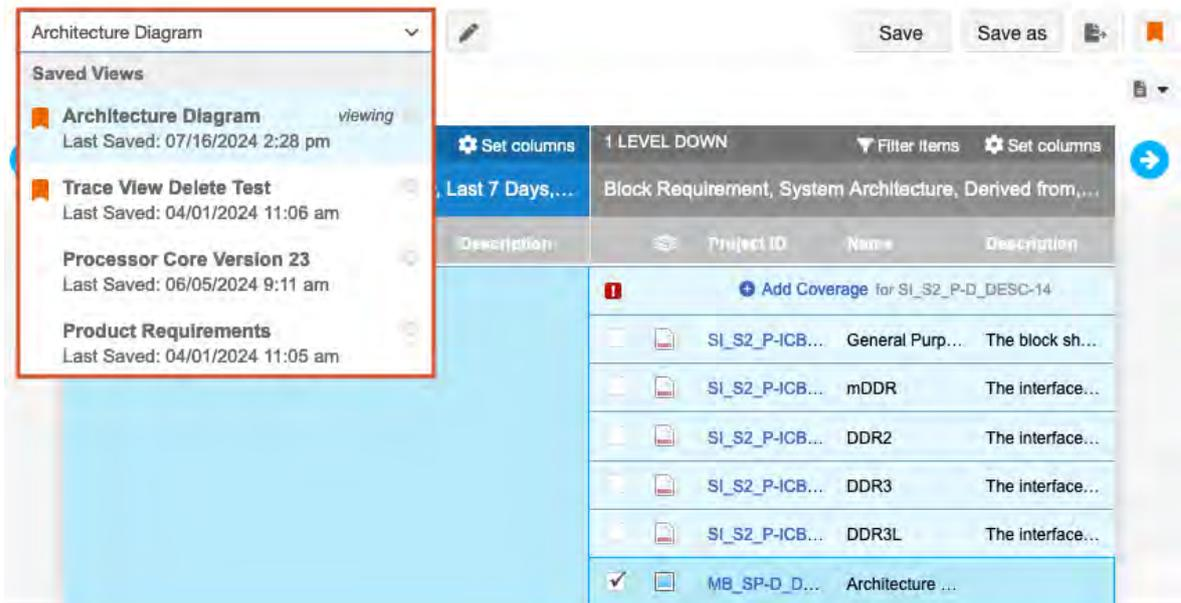 Architecture Diagram
Save
Save as
Saved Views
Architecture Diagram viewing
Last Saved: 07/16/2024 2:28 pm
Trace View Delete Test
Last Saved: 04/01/2024 11:06 am
Processor Core Version 23
Last Saved: 06/05/2024 9:11 am
Product Requirements
Last Saved: 04/01/2024 11:05 am
Set columns
, Last 7 Days,...
Description
1 LEVEL DOWN Filter items Set columns
Block Requirement, System Architecture, Derived from,...
Project ID Name Description
Add Coverage for SI_S2_P-D_DESC-14
SI_S2_P-ICB... General Purp... The block sh...
SI_S2_P-ICB... mDDR The interface...
SI_S2_P-ICB... DDR2 The interface...
SI_S2_P-ICB... DDR3 The interface...
SI_S2_P-ICB... DDR3L The interface...
MB_SP-D_D... Architecture ...